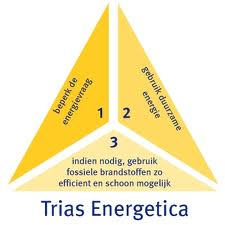 beperk de
energievraag
1
gebruik duurzame
energie
2
3
indien nodig, gebruik
fossiele brandstoffen zo
efficient en schoon mogelijk
Trias Energetica